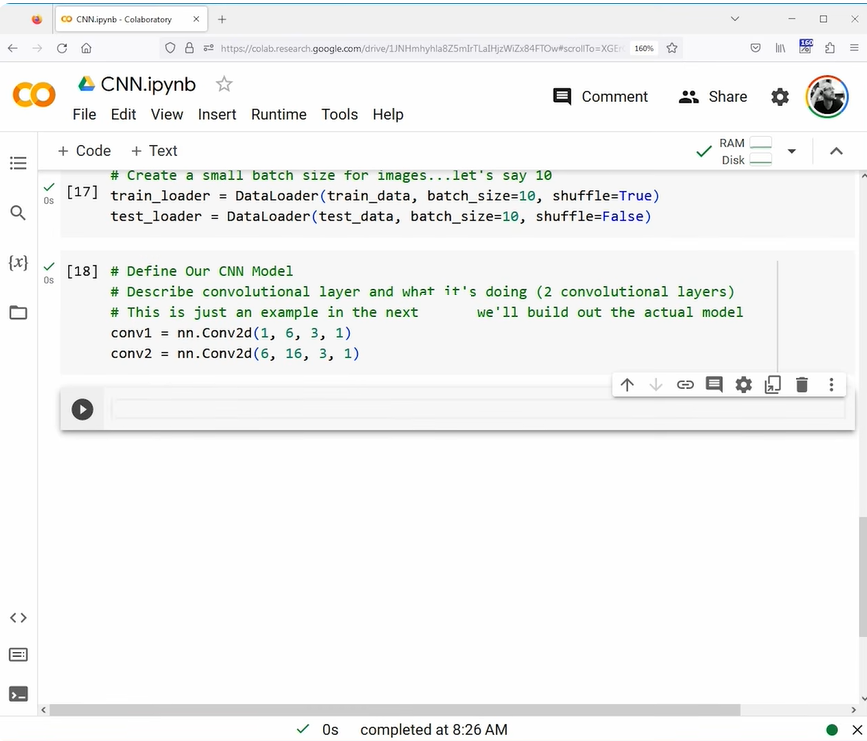 CNN.ipynb - Colaboratory
https://colab.research.google.com/drive/ 160% 160
CNN.ipynb
File Edit View Insert Runtime Tools Help
Comment Share
+ Code + Text
RAM
Disk
# Create a small batch size for images...let's say 10
[17] train_loader = DataLoader(train_data, batch_size=10, shuffle=True)
0s test_loader = DataLoader(test_data, batch_size=10, shuffle=False)
[18] # Define Our CNN Model
0s # Describe convolutional layer and what it's doing (2 convolutional layers)
# This is just an example in the next we'll build out the actual model
conv1 = nn.Conv2d(1, 6, 3, 1)
conv2 = nn.Conv2d(6, 16, 3, 1)
{x}
0s completed at 8:26 AM